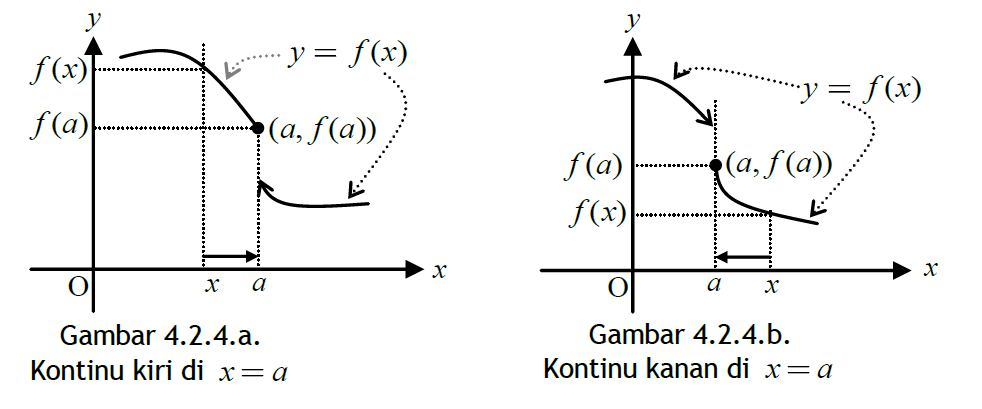 y
y = f(x)
f(x)
f(a)
(a, f(a))
O
x
a
x
Gambar 4.2.4.a.
Kontinu kiri di x = a
y
y = f(x)
f(a)
(a, f(a))
f(x)
O
a
x
x
Gambar 4.2.4.b.
Kontinu kanan di x = a